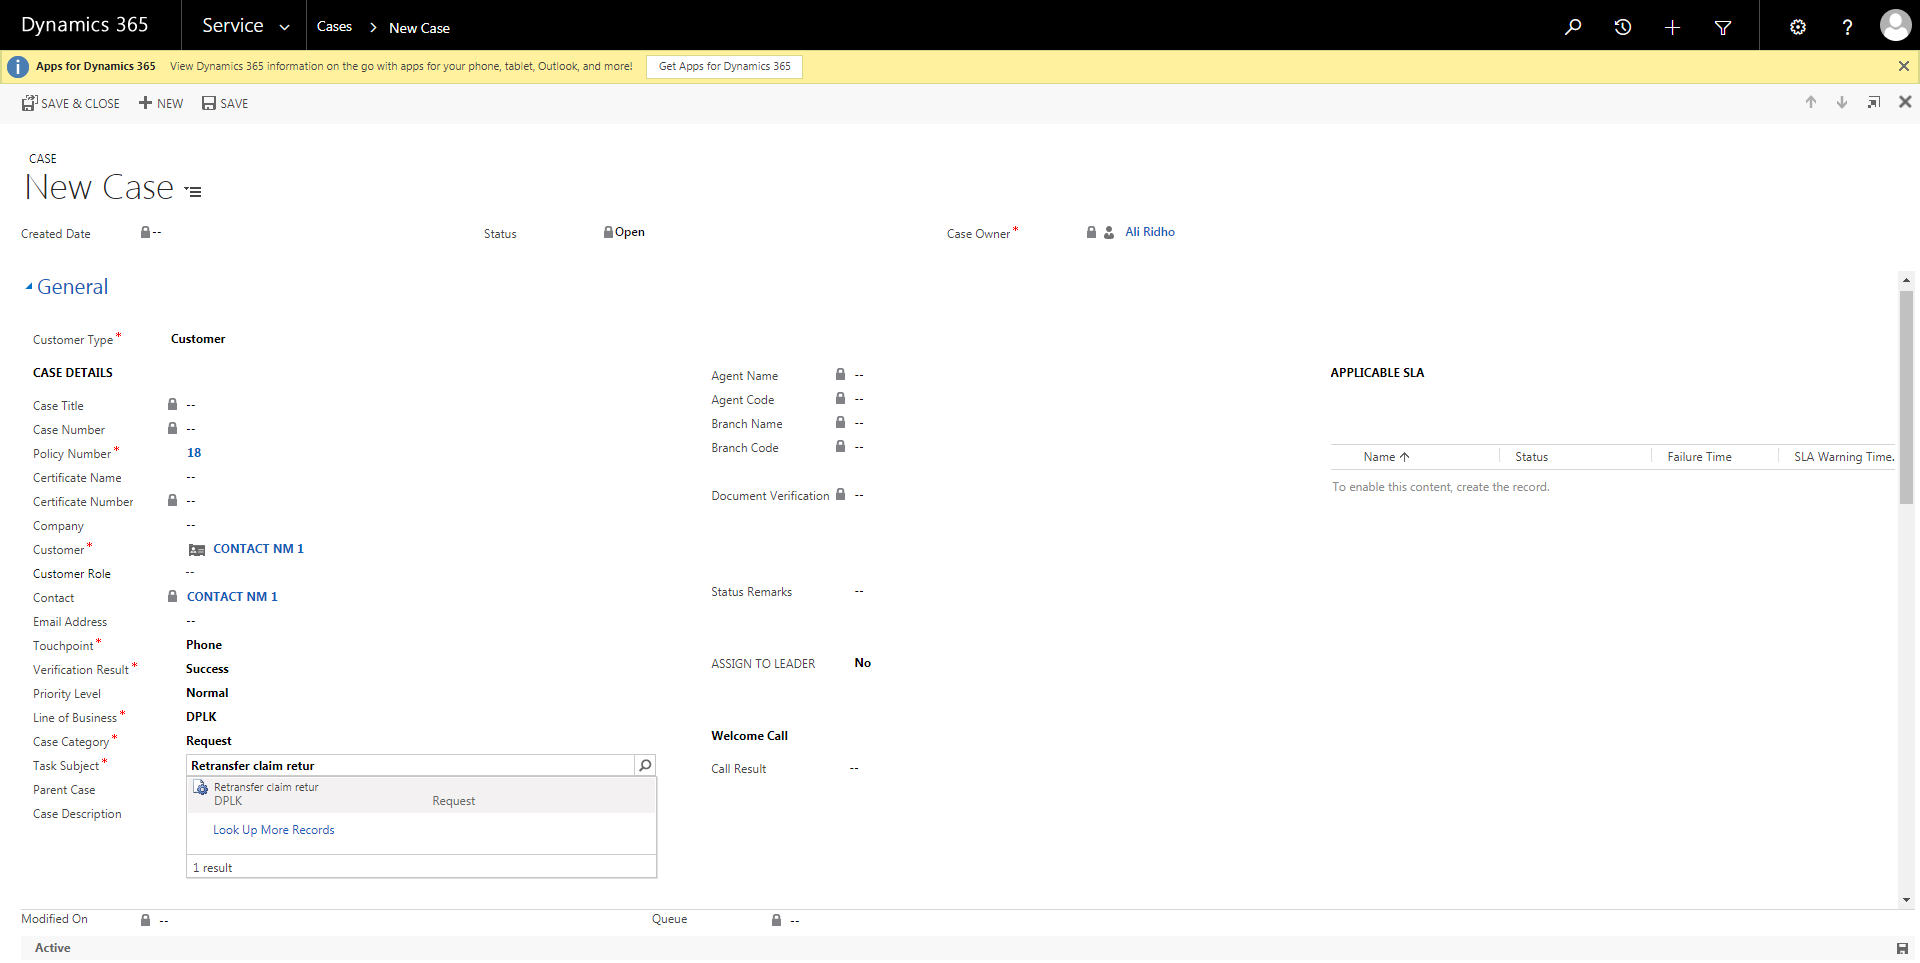 Dynamics 365 Service Cases > New Case ?
Apps for Dynamics 365 View Dynamics 365 information on the go with apps for your phone, tablet, Outlook, and more! Get Apps for Dynamics 365
SAVE & CLOSE NEW SAVE
CASE
New Case
Created Date -- Status Open Case Owner* Ali Ridho
General
Customer Type* Customer
CASE DETAILS
Case Title --
Case Number --
Policy Number* 18
Certificate Name --
Certificate Number --
Company --
Customer* CONTACT NM 1
Customer Role --
Contact CONTACT NM 1
Email Address --
Touchpoint* Phone
Verification Result* Success
Priority Level Normal
Line of Business* DPLK
Case Category* Request
Task Subject* Retransfer claim retur
Retransfer claim retur
DPLK Request
Look Up More Records
1 result
Parent Case
Case Description
Agent Name --
Agent Code --
Branch Name --
Branch Code --
Document Verification --
Status Remarks --
ASSIGN TO LEADER No
Welcome Call
Call Result --
APPLICABLE SLA
Name Status Failure Time SLA Warning Time.
To enable this content, create the record.
Modified On -- Queue --
Active